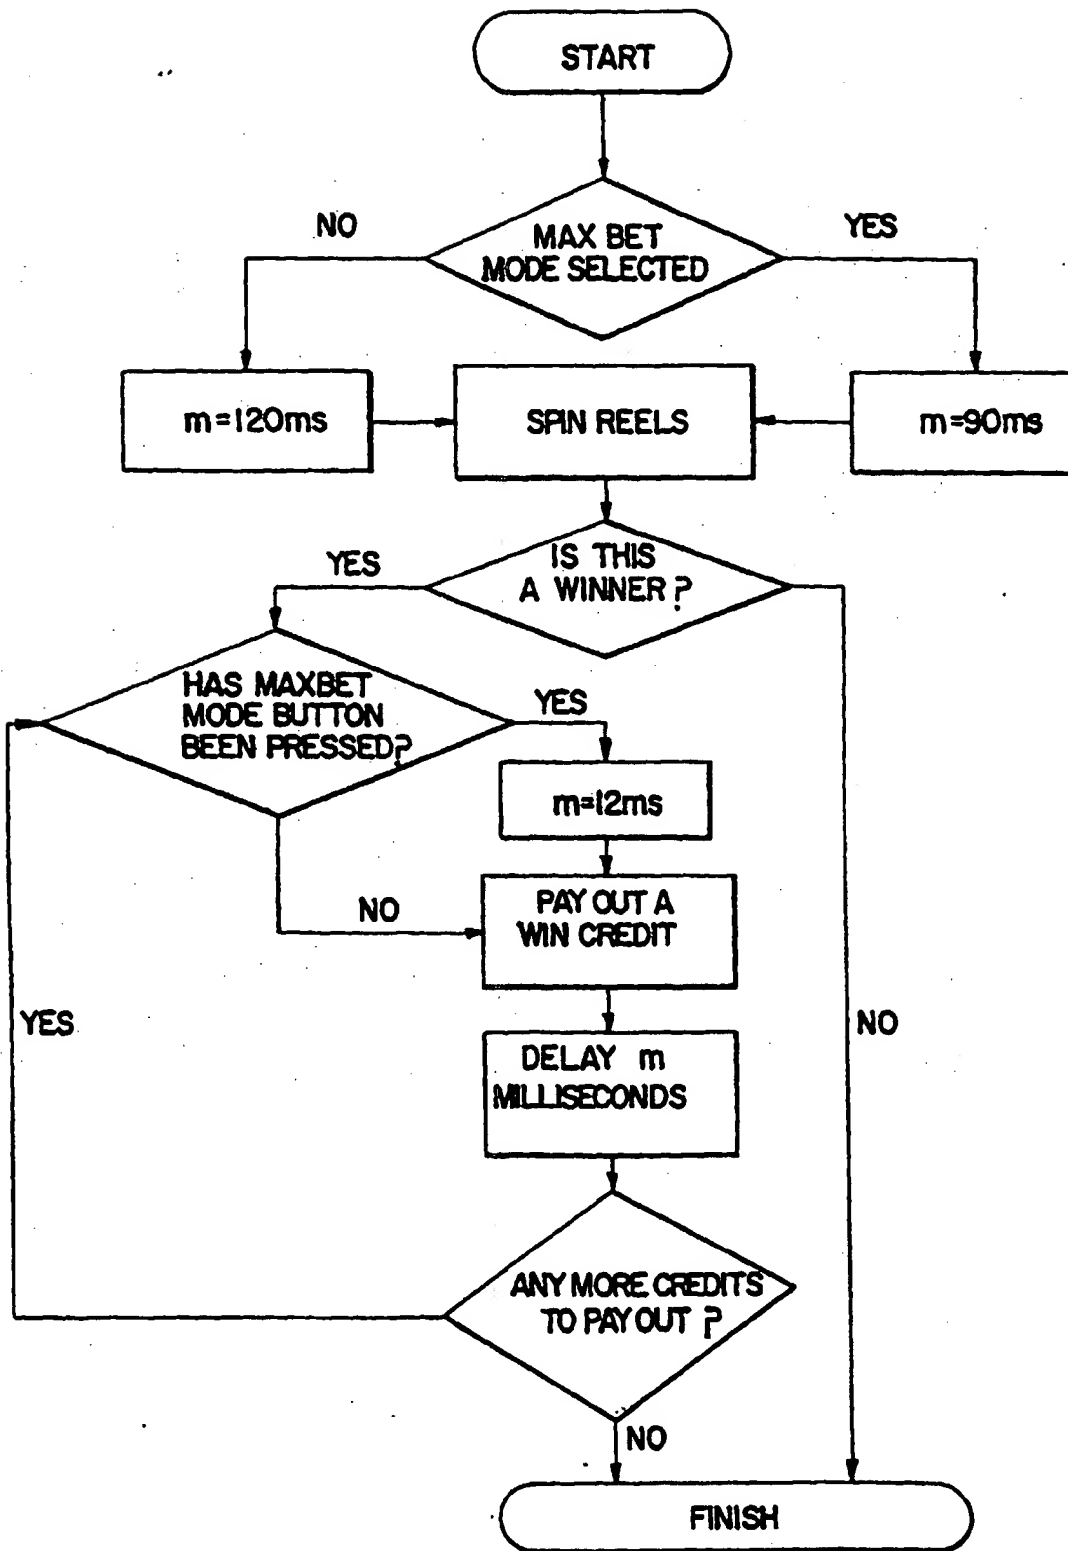 START
NO
YES
MAX BET
MODE SELECTED
m=120ms
SPIN REELS
m=90ms
YES
IS THIS
A WINNER?
HAS MAXBET
MODE BUTTON
BEEN PRESSED?
YES
m=12ms
NO
PAY OUT A
WIN CREDIT
YES
NO
DELAY m
MILLISECONDS
ANY MORE CREDITS
TO PAY OUT ?
NO
FINISH